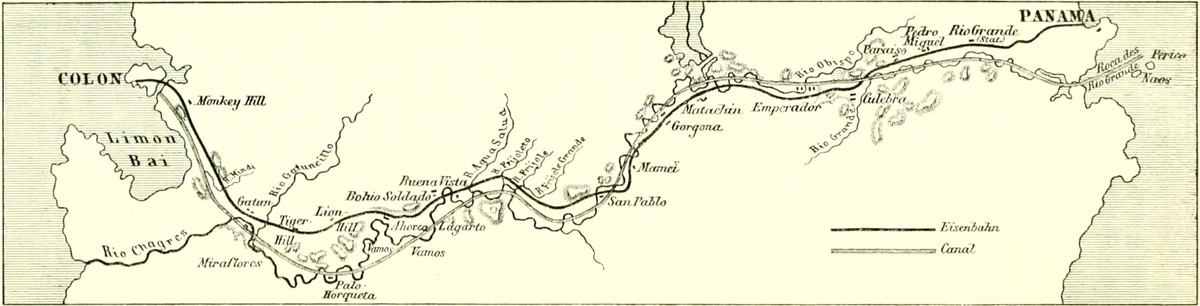 PANAMA
COLON
Monkey Hill
Limon
Bai
R. Mindi
Rio Gatuncillo
Gatun
Rio Chagres
Tiger
Hill
Lion
Hill
Miraflores
Palo
Horqueta
Bohio Soldado
Buena Vista
Ahorca
Lagarto
Vamos
Vamos
R. Agua Salud
R. Frijoleto
R. Frijole
R. Frijole Grande
San Pablo
Mameï
Gorgona
Matachin
Emperador
Rio Obispo
Culebra
Rio Grande
Paraiso
Pedro
Miguel
Rio Grande
(Stat.)
Roca des
Rio Grande
Perico
Naos
Eisenbahn
Canal